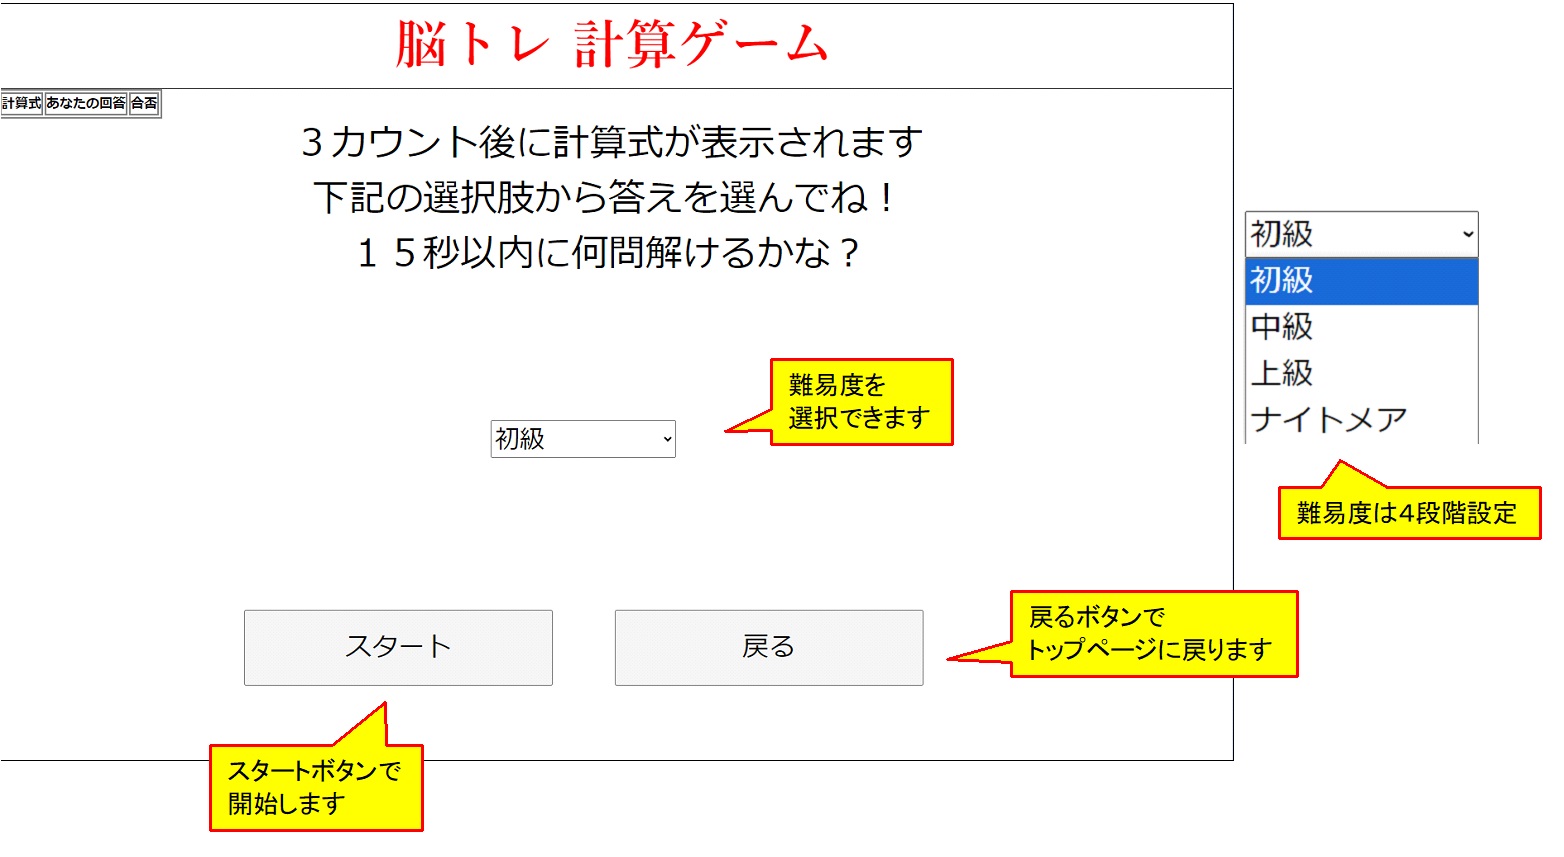 脳トレ 計算ゲーム
計算式 あなたの回答 合否
３カウント後に計算式が表示されます
下記の選択肢から答えを選んでね！
１５秒以内に何問解けるかな？
初級
難易度を
選択できます
初級
初級
中級
上級
ナイトメア
難易度は４段階設定
スタート
戻る
戻るボタンで
トップページに戻ります
スタートボタンで
開始します